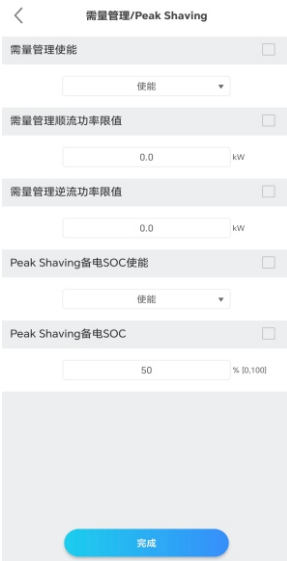 需量管理/Peak Shaving
需量管理使能
使能
需量管理顺流功率限值
0.0 kW
需量管理逆流功率限值
0.0 kW
Peak Shaving备电SOC使能
使能
Peak Shaving备电SOC
50 % [0,100]
完成